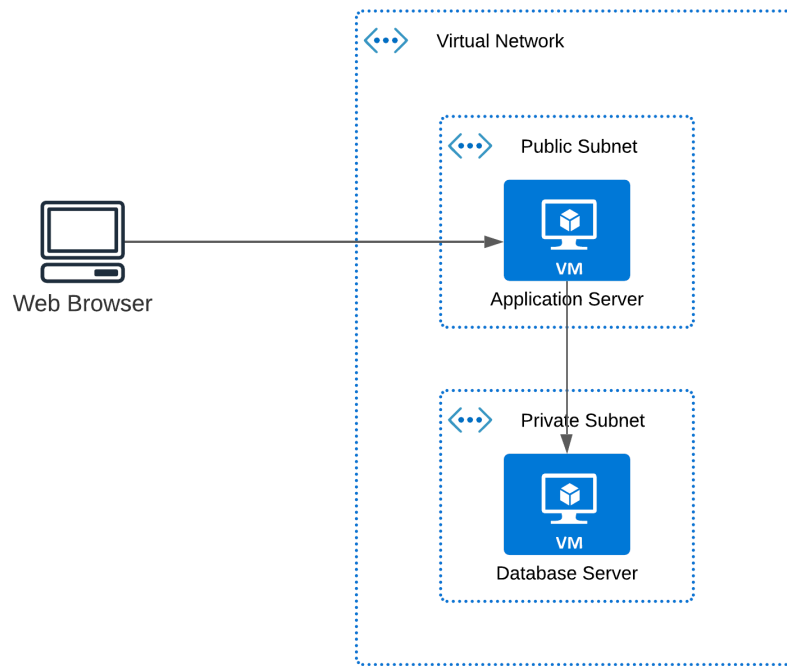 Virtual Network
Public Subnet
VM
Application Server
Web Browser
Private Subnet
VM
Database Server